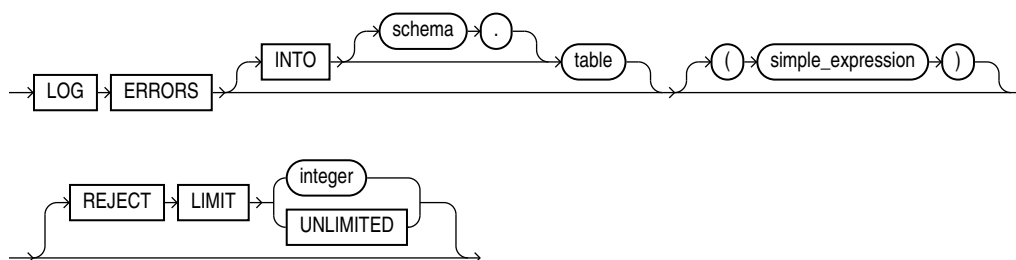 schema .
INTO table ( simple_expression )
LOG ERRORS
integer
REJECT LIMIT
UNLIMITED